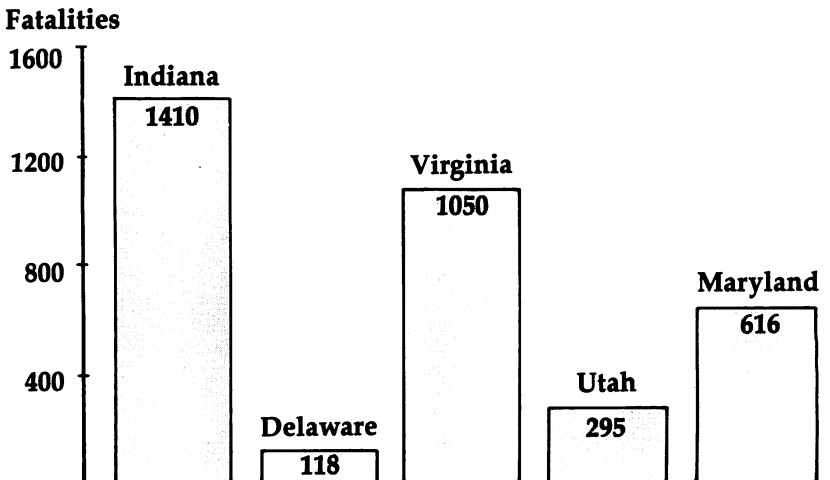 Fatalities
1600
Indiana
1410
1200
Virginia
1050
800
Maryland
616
400
Utah
295
Delaware
118